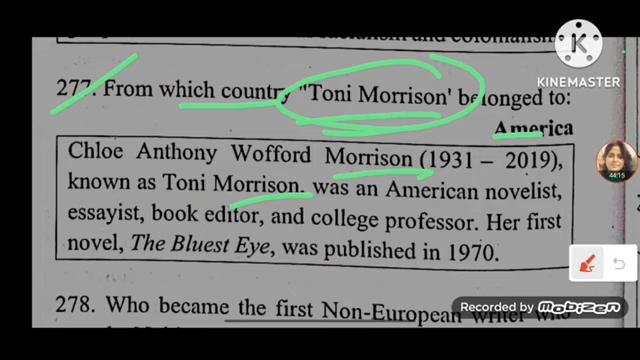 KINEMASTER
277. From which country "Toni Morrison' belonged to:
America
Chloe Anthony Wofford Morrison (1931 – 2019),
known as Toni Morrison, was an American novelist,
essayist, book editor, and college professor. Her first
novel, The Bluest Eye, was published in 1970.
44:15
278. Who became the first Non-European writer who
Recorded by Mobizen